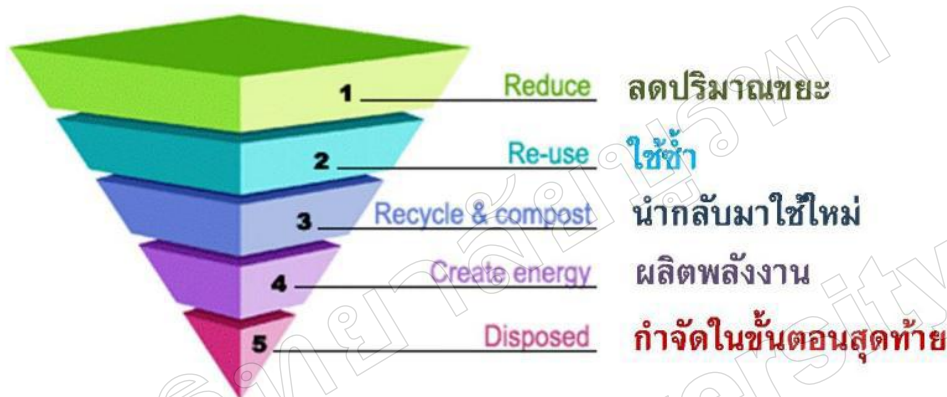 1 Reduce ลดปริมาณขยะ
2 Re-use ใช้ซ้ำ
3 Recycle & compost นำกลับมาใช้ใหม่
4 Create energy ผลิตพลังงาน
5 Disposed กำจัดในขั้นตอนสุดท้าย